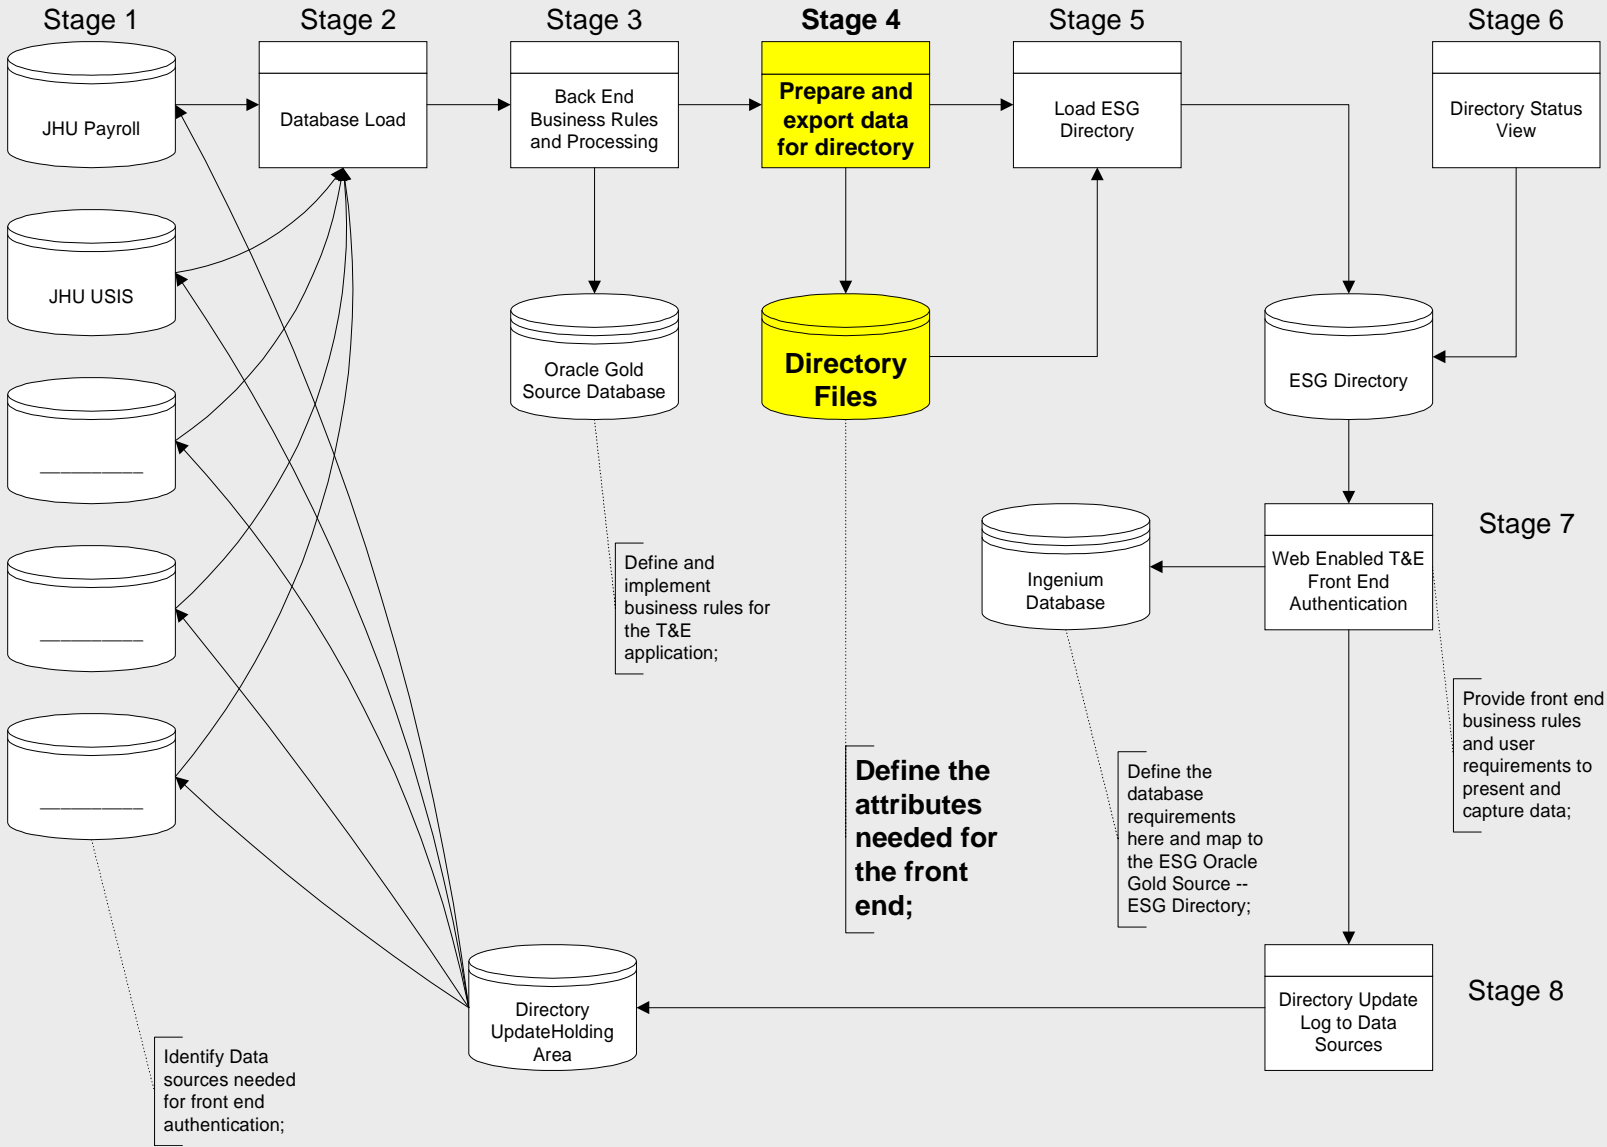 Stage 1
Stage 2
Stage 3
Stage 4
Stage 5
Stage 6
JHU Payroll
Database Load
Back End
Business Rules
and Processing
Prepare and
export data
for directory
Load ESG
Directory
Directory Status
View
JHU USIS
Oracle Gold
Source Database
Directory
Files
ESG Directory
__________
__________
__________
Stage 7
Ingenium
Database
Web Enabled T&E
Front End
Authentication
Define and
implement
business rules for
the T&E
application;
Provide front end
business rules
and user
requirements to
present and
capture data;
Define the
attributes
needed for
the front
end;
Define the
database
requirements
here and map to
the ESG Oracle
Gold Source --
ESG Directory;
Stage 8
Directory
UpdateHolding
Area
Directory Update
Log to Data
Sources
Identify Data
sources needed
for front end
authentication;